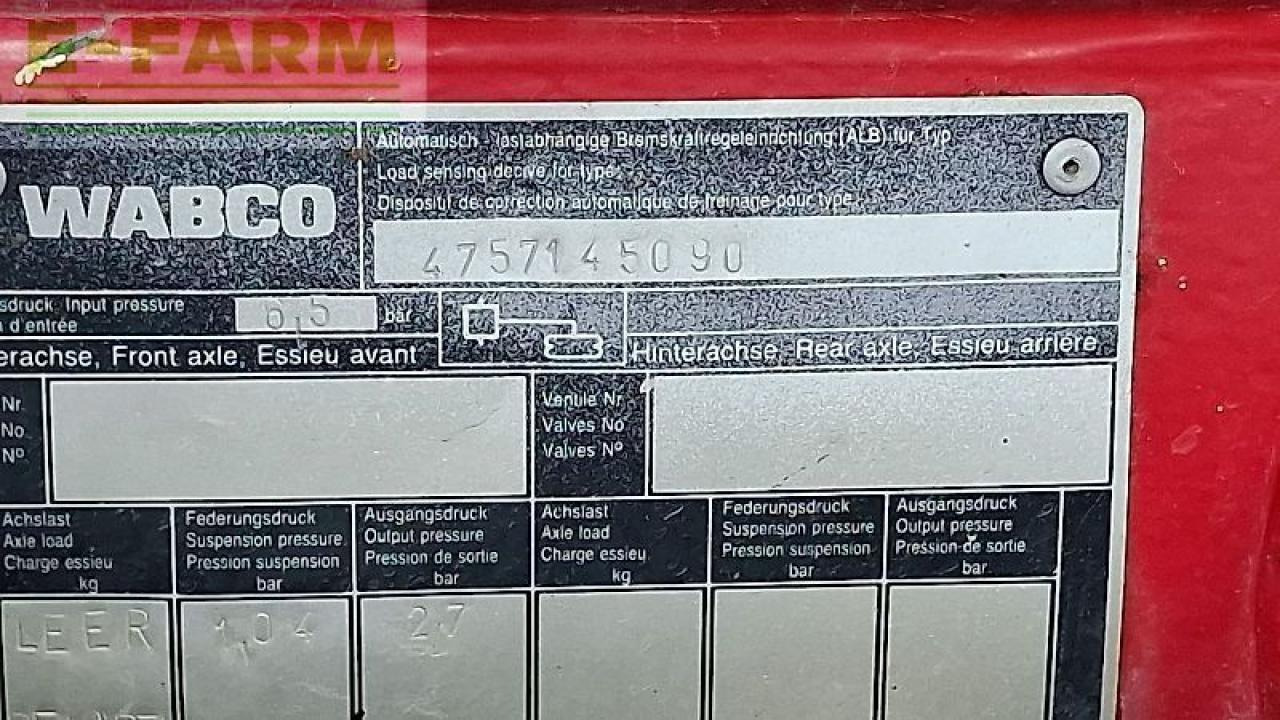 E-FARM
WABCO
Automatisch - lastabhängige Bremskraftregeleinrichtung (ALB) für Typ
Load sensing decive for type
Dispositif de correction automatique de freinage pour type
4757145090
sdruck Input pressure 6,5 bar
d'entrée
erachse, Front axle, Essieu avant
Hinterachse, Rear axle, Essieu arrière
Nr.
No
Nº
Ventile Nr
Valves No
Valves Nº
Achslast
Axle load
Charge essieu
kg
Federungsdruck
Suspension pressure
Pression suspension
bar
Ausgangsdruck
Output pressure
Pression de sortie
bar
Achslast
Axle load
Charge essieu
kg
Federungsdruck
Suspension pressure
Pression suspension
bar
Ausgangsdruck
Output pressure
Pression de sortie
bar
LEER 1,04 2,7